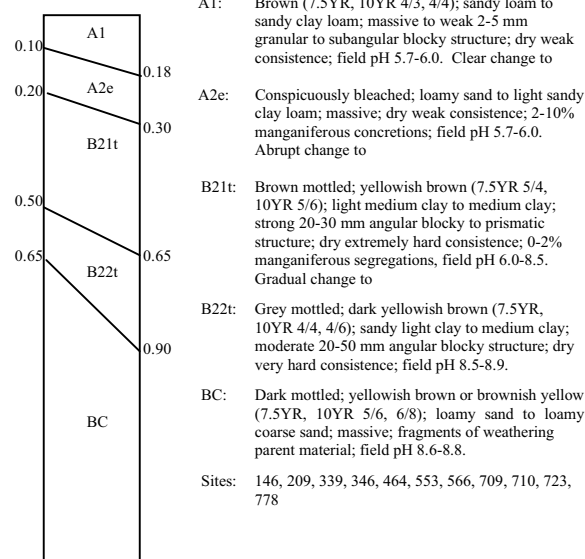 A1: Brown (7.5YR, 10YR 4/3, 4/4); sandy loam to
sandy clay loam; massive to weak 2-5 mm
granular to subangular blocky structure; dry weak
consistence; field pH 5.7-6.0. Clear change to
A2e: Conspicuously bleached; loamy sand to light sandy
clay loam; massive; dry weak consistence; 2-10%
manganiferous concretions; field pH 5.7-6.0.
Abrupt change to
B21t: Brown mottled; yellowish brown (7.5YR 5/4,
10YR 5/6); light medium clay to medium clay;
strong 20-30 mm angular blocky to prismatic
structure; dry extremely hard consistence; 0-2%
manganiferous segregations, field pH 6.0-8.5.
Gradual change to
B22t: Grey mottled; dark yellowish brown (7.5YR,
10YR 4/4, 4/6); sandy light clay to medium clay;
moderate 20-50 mm angular blocky structure; dry
very hard consistence; field pH 8.5-8.9.
BC: Dark mottled; yellowish brown or brownish yellow
(7.5YR, 10YR 5/6, 6/8); loamy sand to loamy
coarse sand; massive; fragments of weathering
parent material; field pH 8.6-8.8.
Sites: 146, 209, 339, 346, 464, 553, 566, 709, 710, 723,
778
A1
0.10
0.18
A2e
0.20
0.30
B21t
0.50
0.65
0.65
B22t
0.90
BC